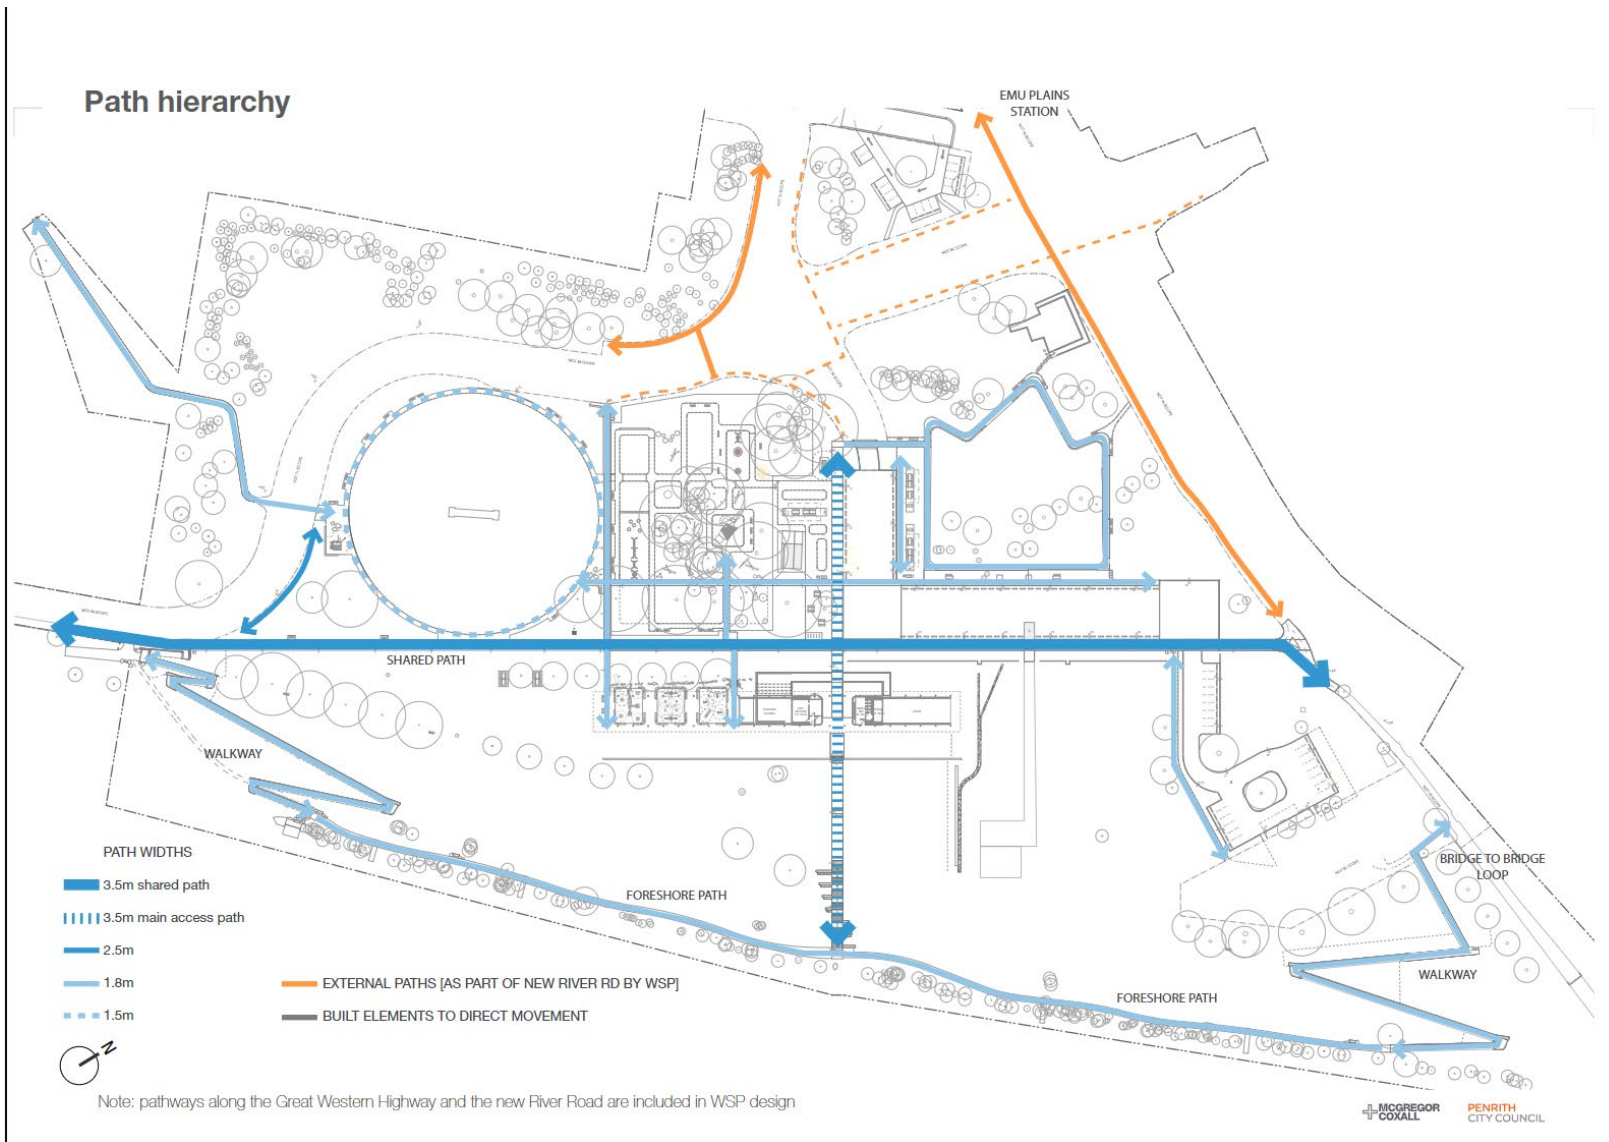 Path hierarchy
EMU PLAINS
STATION
SHARED PATH
WALKWAY
FORESHORE PATH
BRIDGE TO BRIDGE
LOOP
WALKWAY
FORESHORE PATH
PATH WIDTHS
3.5m shared path
3.5m main access path
2.5m
1.8m
1.5m
EXTERNAL PATHS [AS PART OF NEW RIVER RD BY WSP]
BUILT ELEMENTS TO DIRECT MOVEMENT
N
Note: pathways along the Great Western Highway and the new River Road are included in WSP design
MCGREGOR
COXALL
PENRITH
CITY COUNCIL